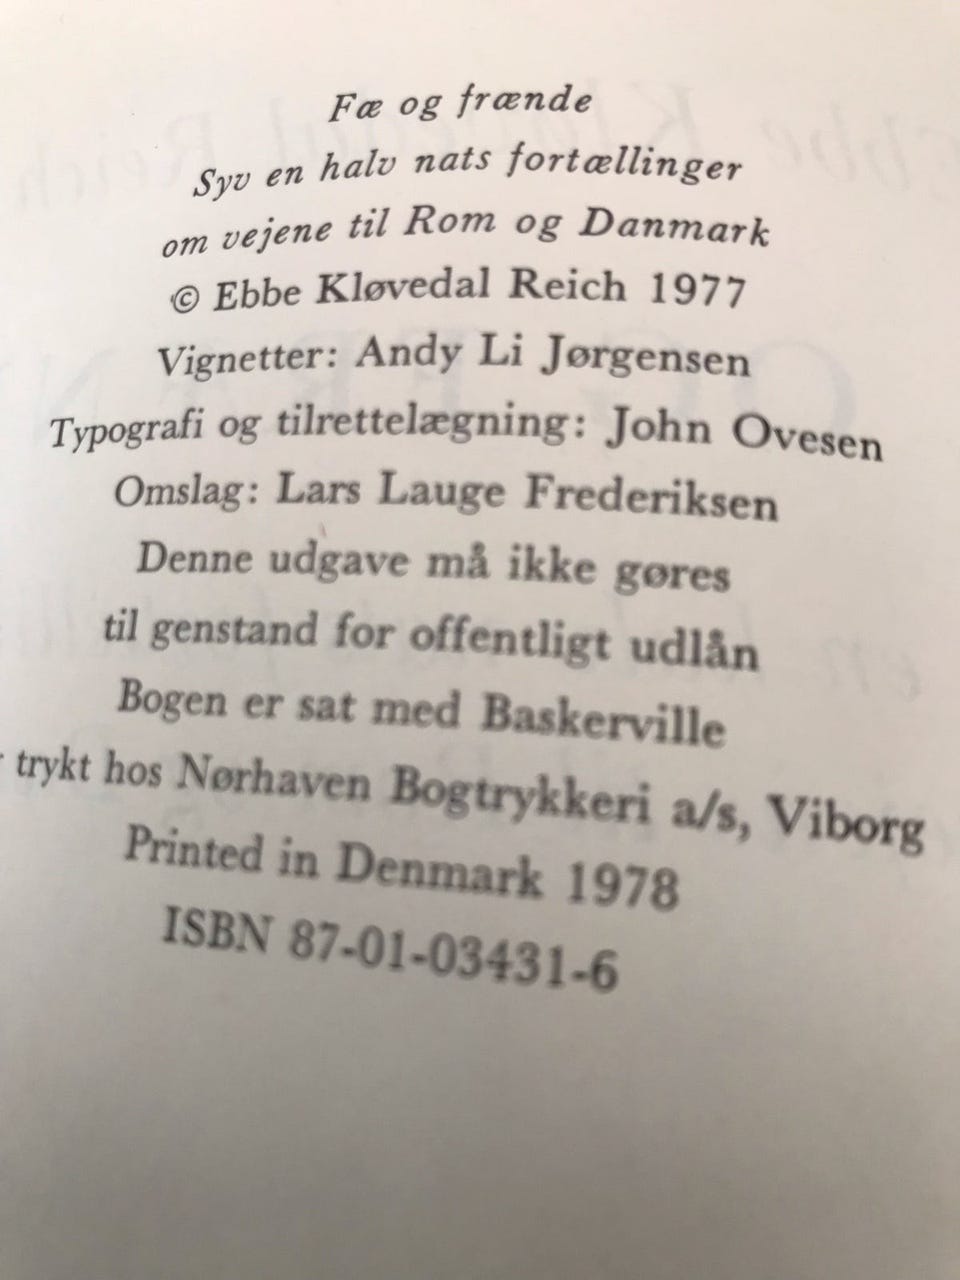 Fæ og frænde
Syv en halv nats fortællinger
om vejene til Rom og Danmark
© Ebbe Kløvedal Reich 1977
Vignetter: Andy Li Jørgensen
Typografi og tilrettelægning: John Ovesen
Omslag: Lars Lauge Frederiksen
Denne udgave må ikke gøres
til genstand for offentligt udlån
Bogen er sat med Baskerville
trykt hos Nørhaven Bogtrykkeri a/s, Viborg
Printed in Denmark 1978
ISBN 87-01-03431-6